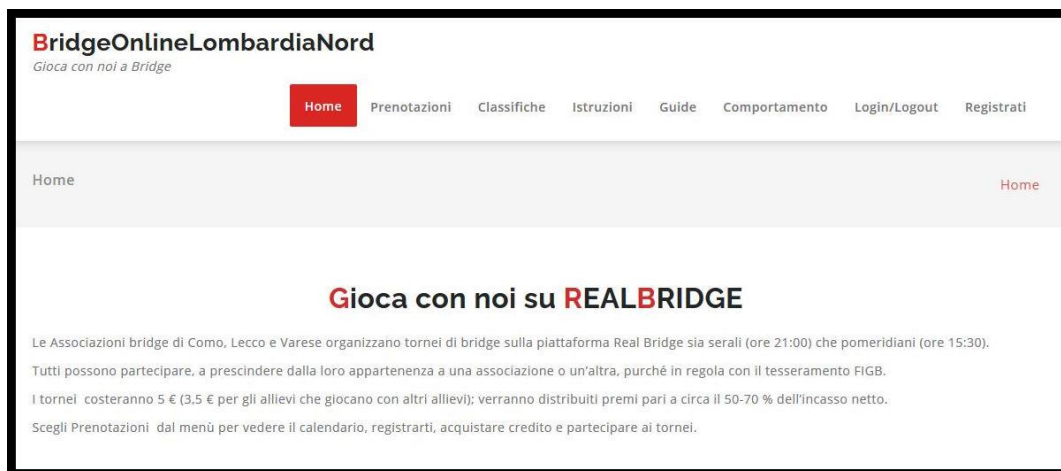 BridgeOnlineLombardiaNord
Gioca con noi a Bridge
Home Prenotazioni Classifiche Istruzioni Guide Comportamento Login/Logout Registrati
Home Home
Gioca con noi su REALBRIDGE
Le Associazioni bridge di Como, Lecco e Varese organizzano tornei di bridge sulla piattaforma Real Bridge sia serali (ore 21:00) che pomeridiani (ore 15:30).
Tutti possono partecipare, a prescindere dalla loro appartenenza a una associazione o un'altra, purché in regola con il tesseramento FIGB.
I tornei costeranno 5 € (3,5 € per gli allievi che giocano con altri allievi); verranno distribuiti premi pari a circa il 50-70 % dell'incasso netto.
Scegli Prenotazioni dal menù per vedere il calendario, registrarti, acquistare credito e partecipare ai tornei.